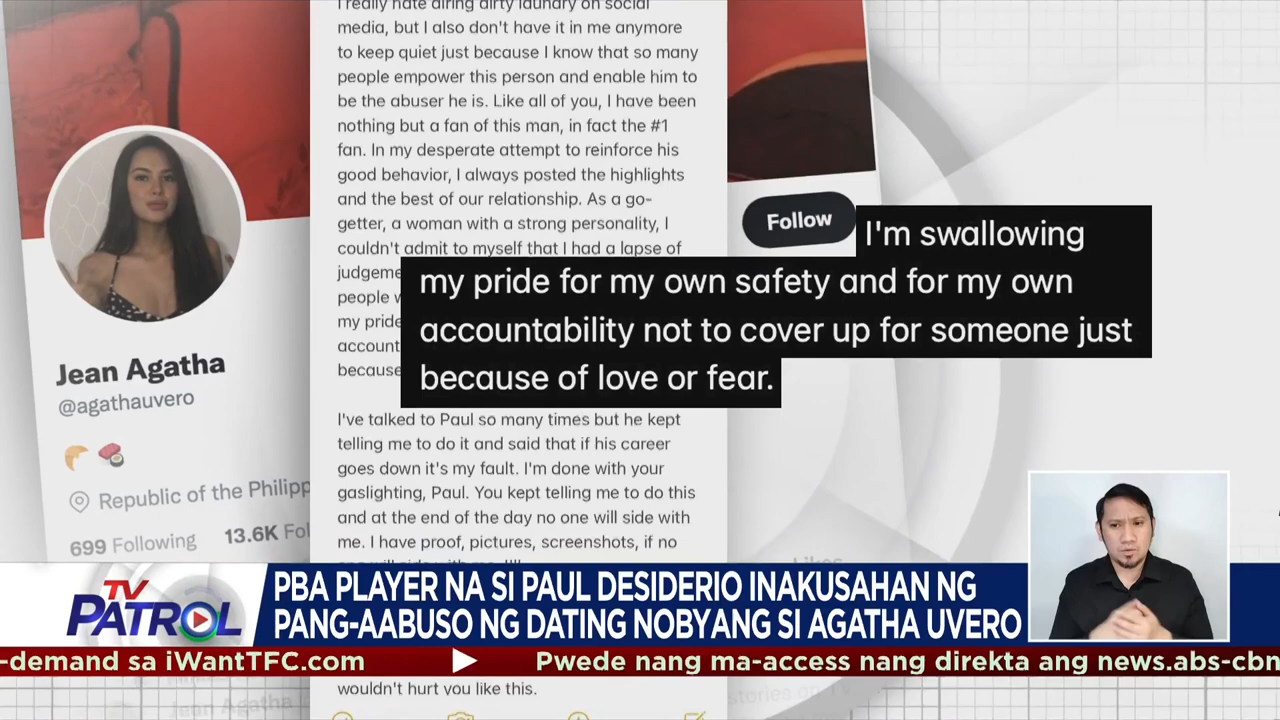 I really hate airing dirty laundry on social
media, but I also don't have it in me anymore
to keep quiet just because I know that so many
people empower this person and enable him to
be the abuser he is. Like all of you, I have been
nothing but a fan of this man, in fact the #1
fan. In my desperate attempt to reinforce his
good behavior, I always posted the highlights
and the best of our relationship. As a go-
getter, a woman with a strong personality, I
couldn't admit to myself that I had a lapse of
judgeme
people
my pride
account
because
I'm swallowing
my pride for my own safety and for my own
accountability not to cover up for someone just
because of love or fear.
I've talked to Paul so many times but he kept
telling me to do it and said that if his career
goes down it's my fault. I'm done with your
gaslighting, Paul. You kept telling me to do this
and at the end of the day no one will side with
me. I have proof, pictures, screenshots, if no
wouldn't hurt you like this.
Follow
Jean Agatha
@agathauvero
Republic of the Philipp
699 Following 13.6K Fol
Likes
TV PATROL
PBA PLAYER NA SI PAUL DESIDERIO INAKUSAHAN NG
PANG-AABUSO NG DATING NOBYANG SI AGATHA UVERO
-demand sa iWantTFC.com Pwede nang ma-access nang direkta ang news.abs-cbn
Jean Agatha